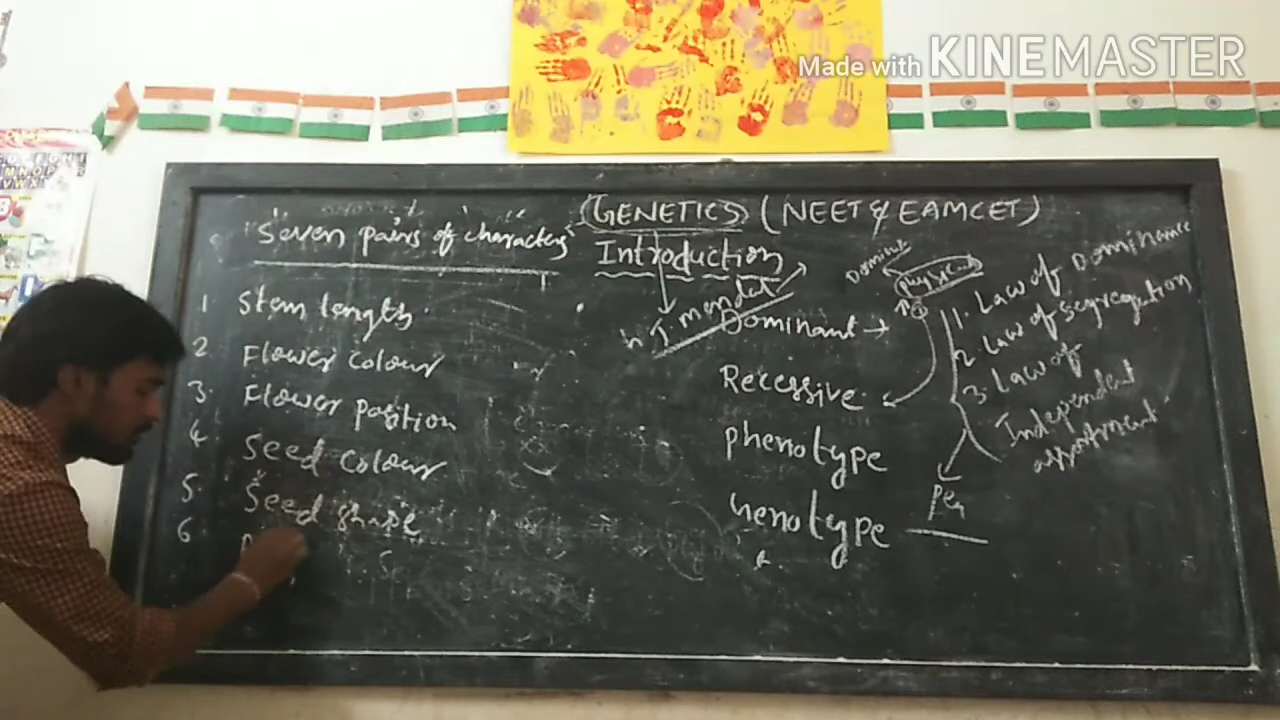 Made with KINEMASTER
GENETICS (NEET & EAMCET)
Introduction
"Seven pairs of characters"
1 Stem length
2 Flower colour
3. Flower position
4 Seed colour
5. Seed shape
6
Dominant →
Recessive
phenotype
Genotype
1. Law of Dominance
2. Law of Segregation
3. Law of
Independent